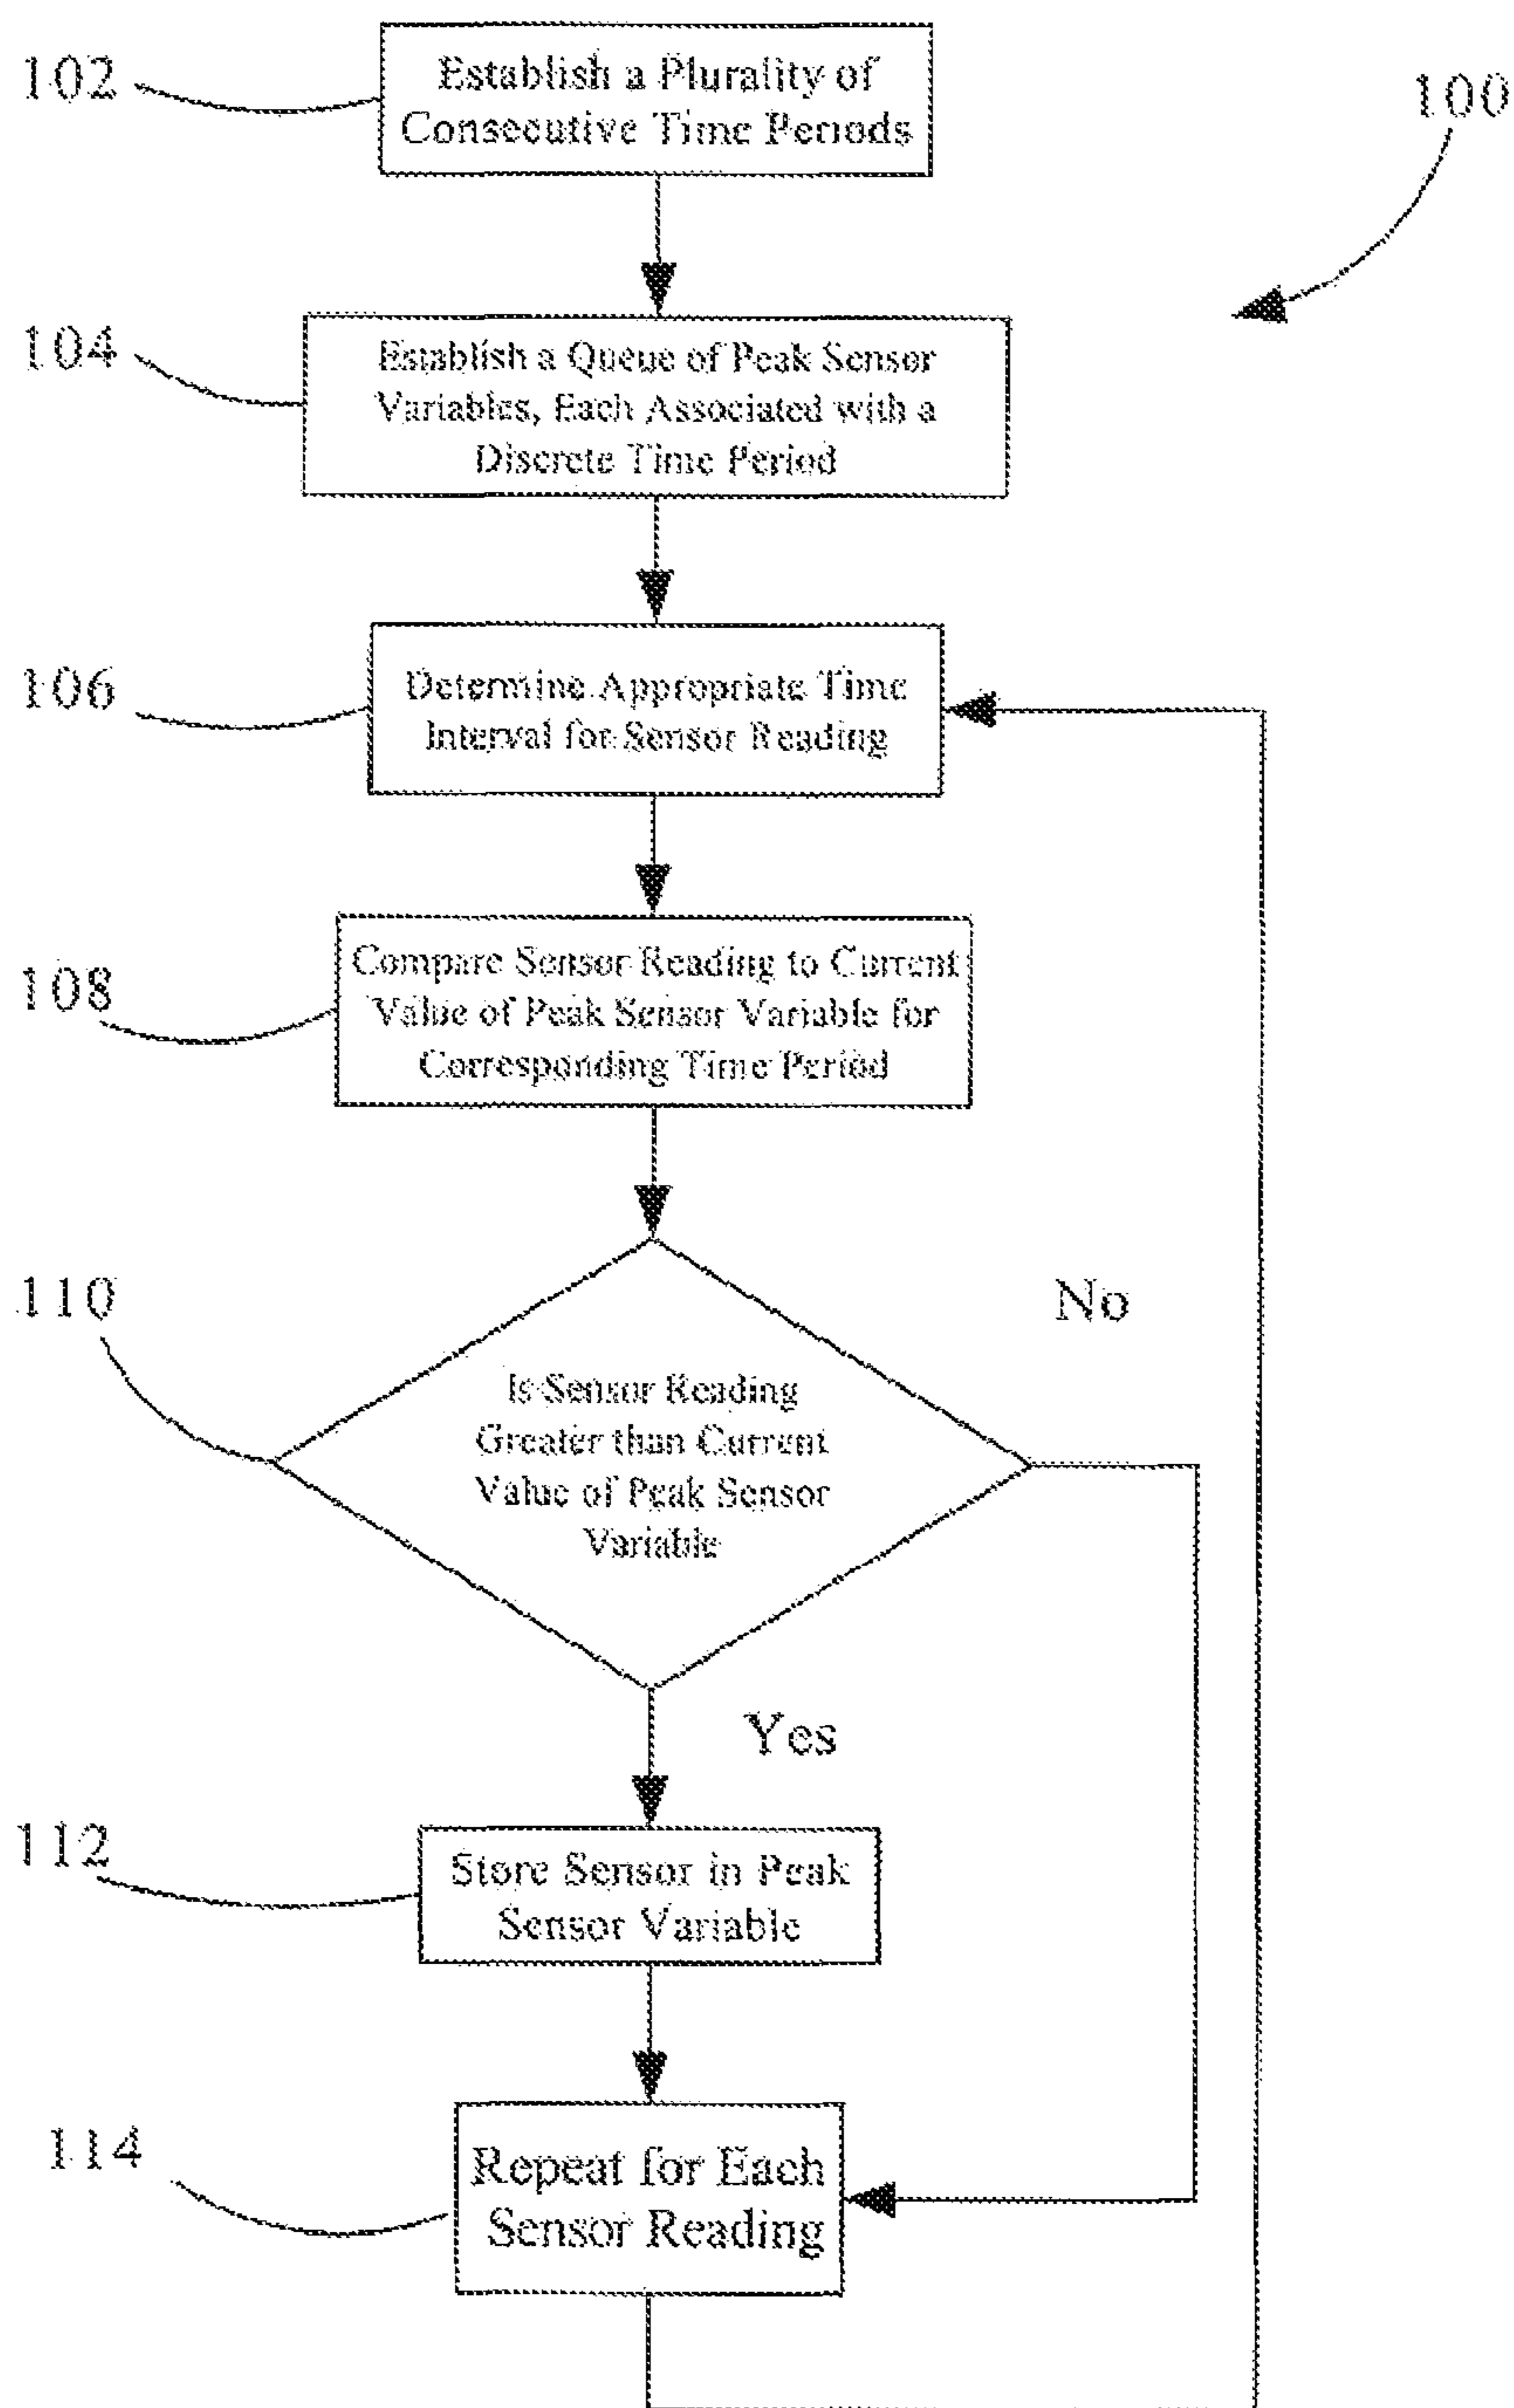 102
Establish a Plurality of
Consecutive Time Periods
100
104
Establish a Queue of Peak Sensor
Variables, Each Associated with a
Discrete Time Period
106
Determine Appropriate Time
Interval for Sensor Reading
108
Compare Sensor Reading to Current
Value of Peak Sensor Variable for
Corresponding Time Period
110
No
Is Sensor Reading
Greater than Current
Value of Peak Sensor
Variable
Yes
112
Store Sensor in Peak
Sensor Variable
114
Repeat for Each
Sensor Reading